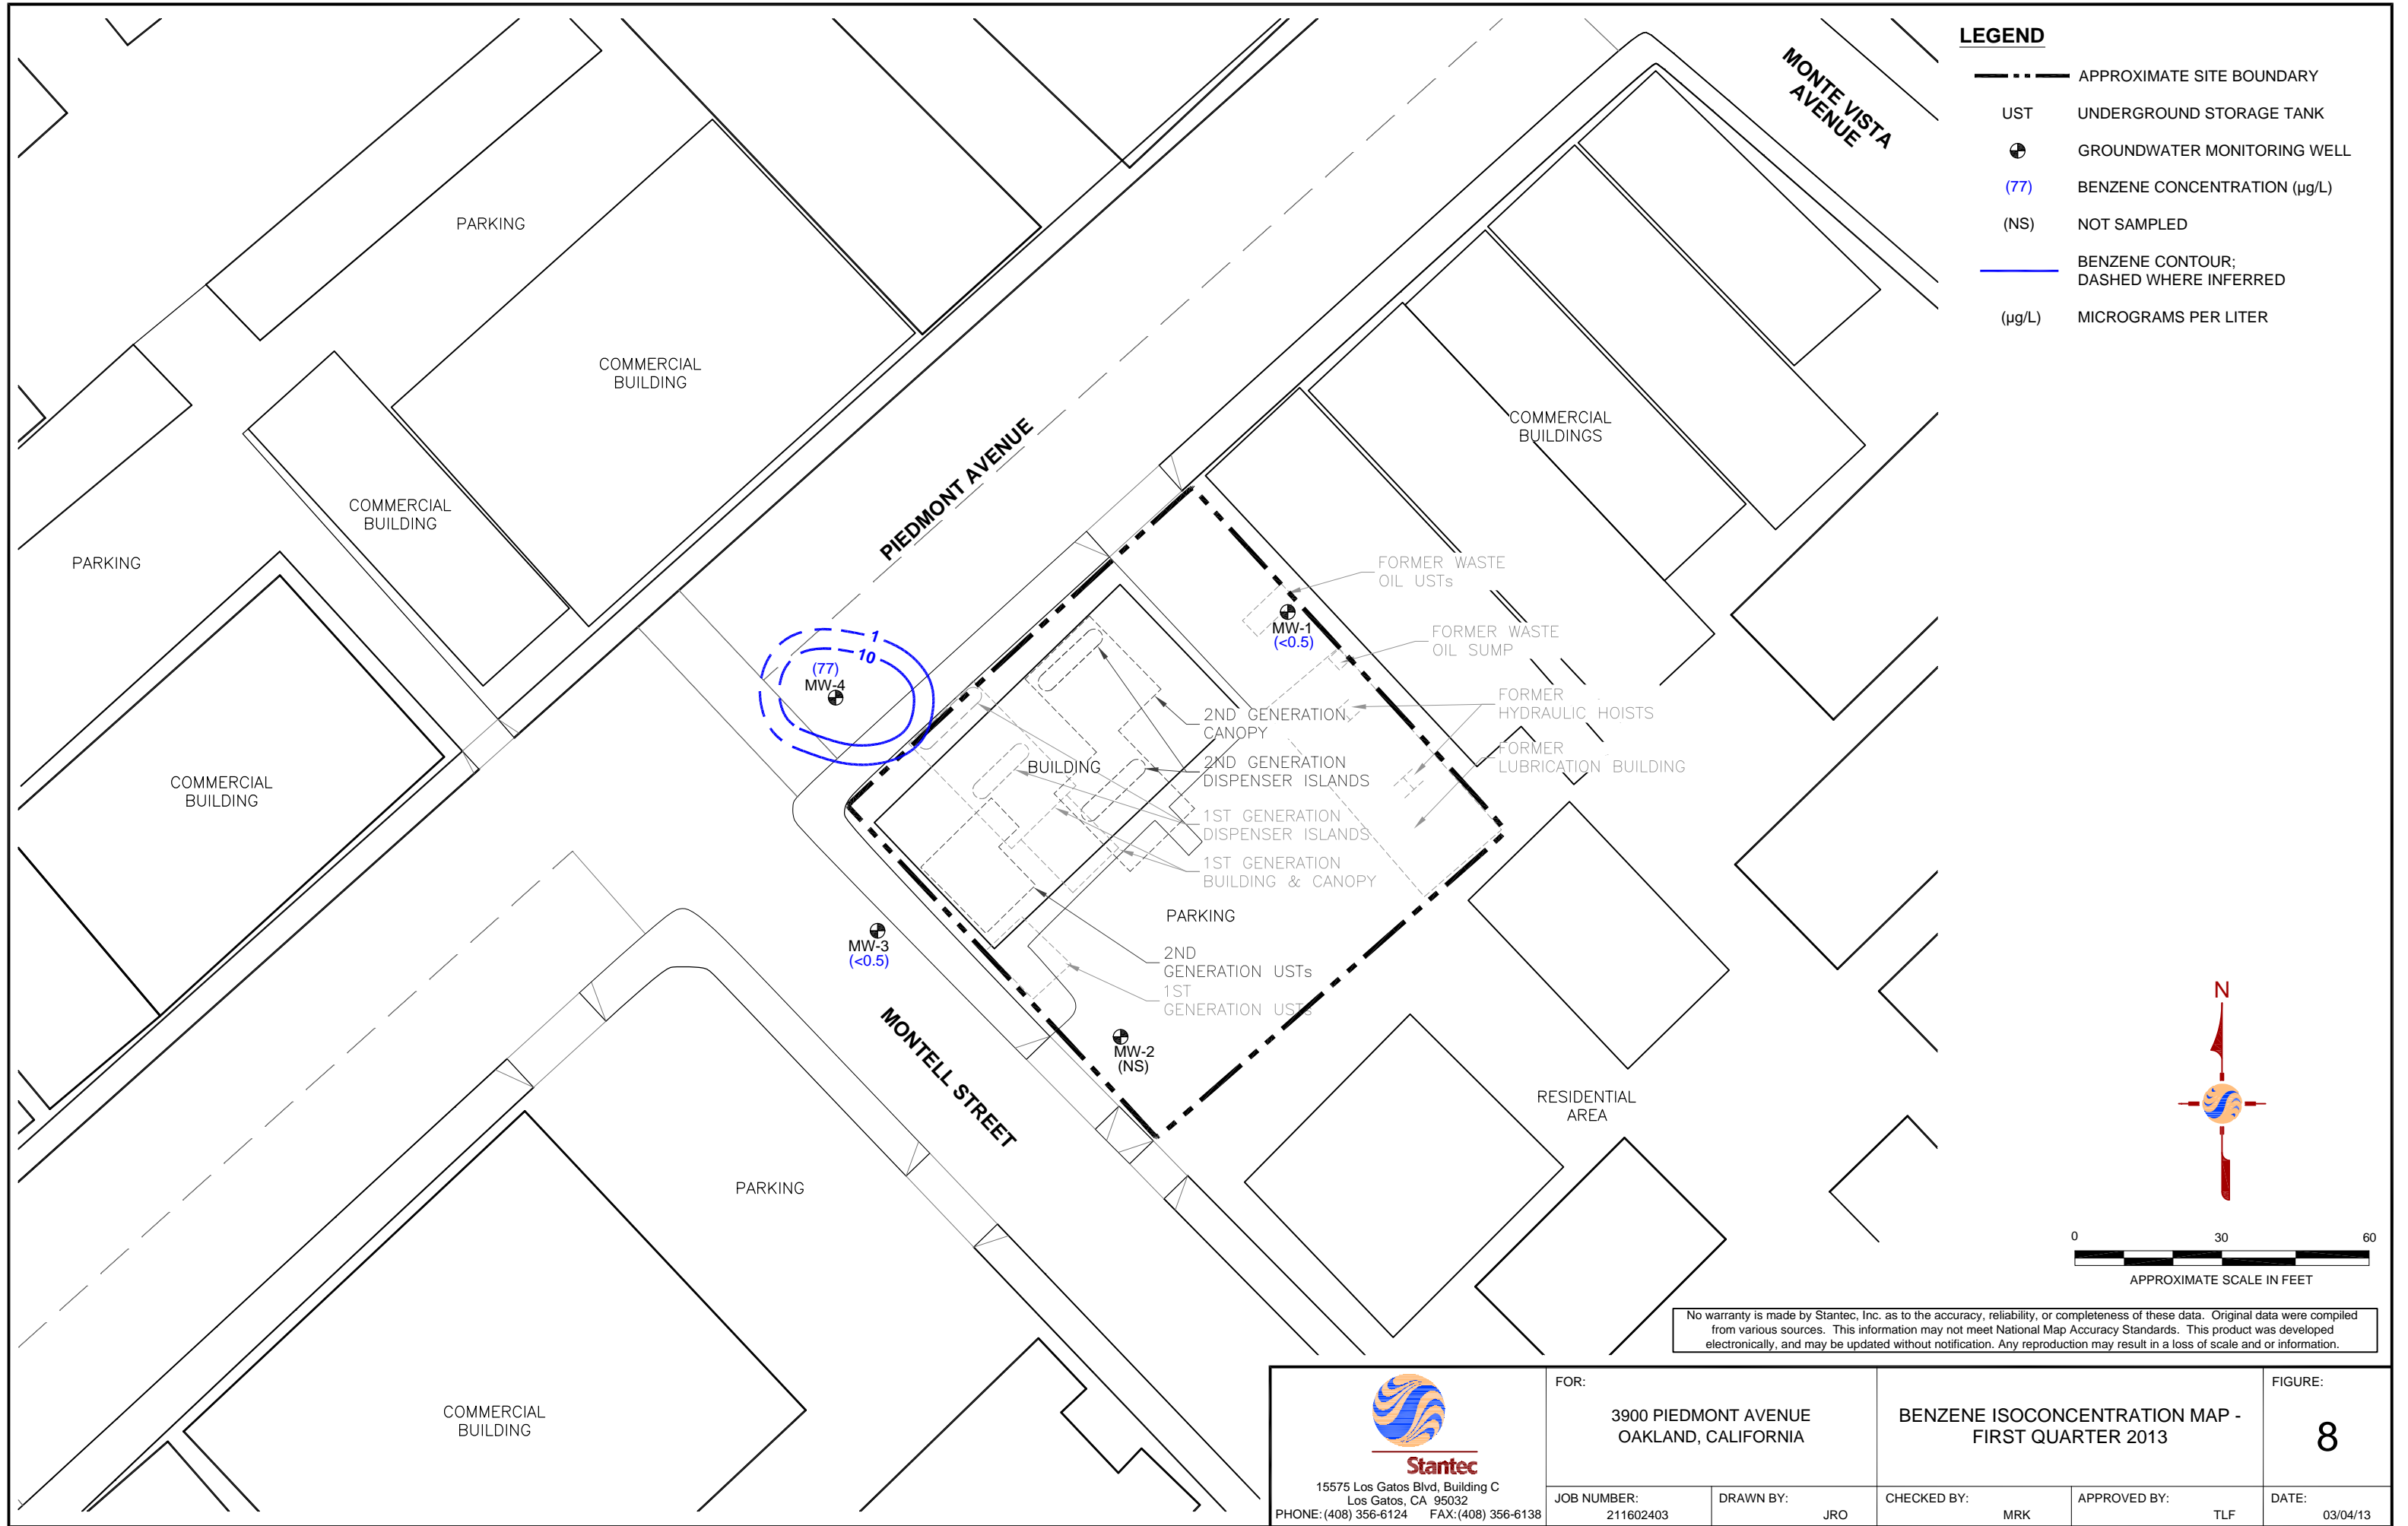 LEGEND
APPROXIMATE SITE BOUNDARY
UST UNDERGROUND STORAGE TANK
GROUNDWATER MONITORING WELL
(77) BENZENE CONCENTRATION (µg/L)
(NS) NOT SAMPLED
BENZENE CONTOUR;
DASHED WHERE INFERRED
(µg/L) MICROGRAMS PER LITER
MONTE VISTA
AVENUE
PARKING
COMMERCIAL
BUILDING
COMMERCIAL
BUILDING
PARKING
COMMERCIAL
BUILDING
PIEDMONT AVENUE
COMMERCIAL
BUILDINGS
FORMER WASTE
OIL USTs
MW-1
(<0.5)
FORMER WASTE
OIL SUMP
1
10
(77)
MW-4
FORMER
HYDRAULIC HOISTS
2ND GENERATION
CANOPY
FORMER
LUBRICATION BUILDING
BUILDING
2ND GENERATION
DISPENSER ISLANDS
1ST GENERATION
DISPENSER ISLANDS
1ST GENERATION
BUILDING & CANOPY
PARKING
MW-3
(<0.5)
2ND
GENERATION USTs
1ST
GENERATION USTs
MW-2
(NS)
MONTELL STREET
RESIDENTIAL
AREA
PARKING
COMMERCIAL
BUILDING
N
0 30 60
APPROXIMATE SCALE IN FEET
No warranty is made by Stantec, Inc. as to the accuracy, reliability, or completeness of these data. Original data were compiled
from various sources. This information may not meet National Map Accuracy Standards. This product was developed
electronically, and may be updated without notification. Any reproduction may result in a loss of scale and or information.
Stantec
15575 Los Gatos Blvd, Building C
Los Gatos, CA 95032
PHONE:(408) 356-6124 FAX:(408) 356-6138
FOR:
3900 PIEDMONT AVENUE
OAKLAND, CALIFORNIA
BENZENE ISOCONCENTRATION MAP -
FIRST QUARTER 2013
FIGURE:
8
JOB NUMBER:
211602403
DRAWN BY:
JRO
CHECKED BY:
MRK
APPROVED BY:
TLF
DATE:
03/04/13